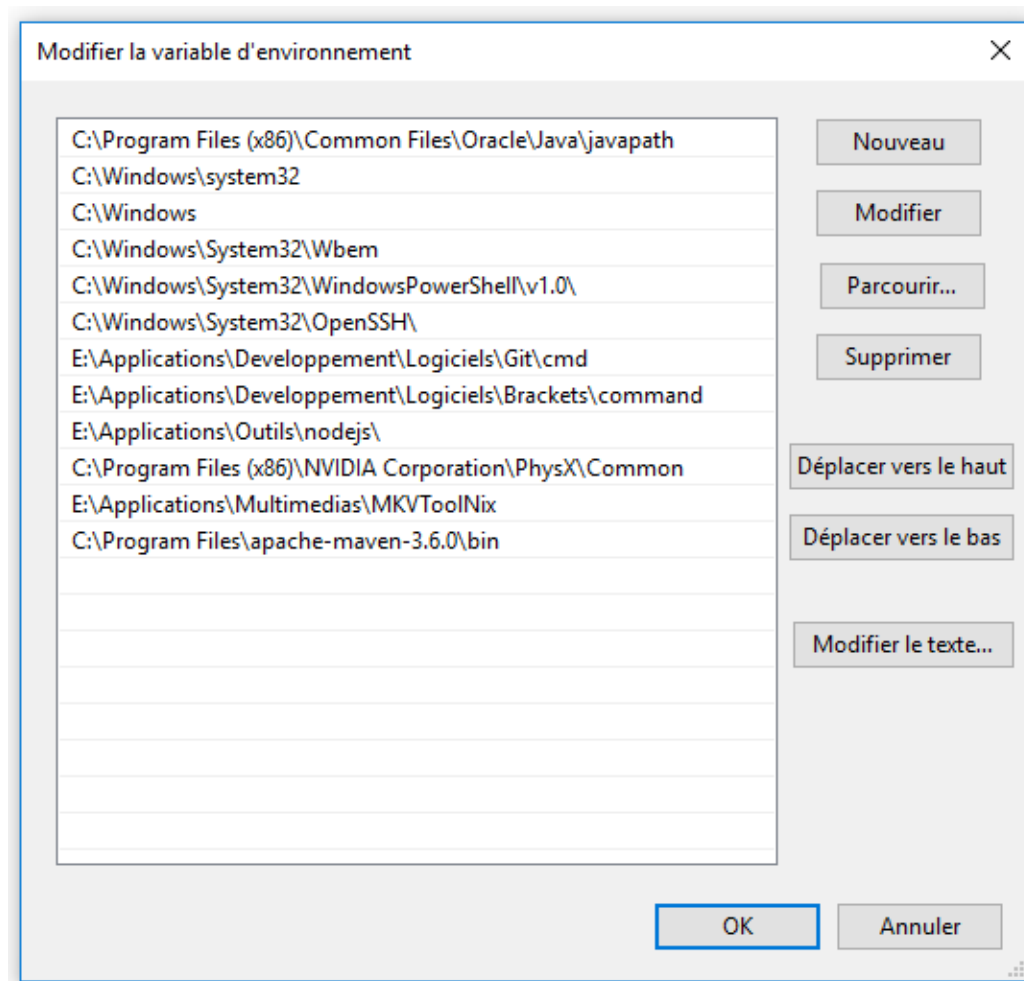 Modifier la variable d'environnement
C:\Program Files (x86)\Common Files\Oracle\Java\javapath
C:\Windows\system32
C:\Windows
C:\Windows\System32\Wbem
C:\Windows\System32\WindowsPowerShell\v1.0\
C:\Windows\System32\OpenSSH\
E:\Applications\Developpement\Logiciels\Git\cmd
E:\Applications\Developpement\Logiciels\Brackets\command
E:\Applications\Outils\nodejs\
C:\Program Files (x86)\NVIDIA Corporation\PhysX\Common
E:\Applications\Multimedias\MKVToolNix
C:\Program Files\apache-maven-3.6.0\bin
Nouveau
Modifier
Parcourir...
Supprimer
Déplacer vers le haut
Déplacer vers le bas
Modifier le texte...
OK
Annuler